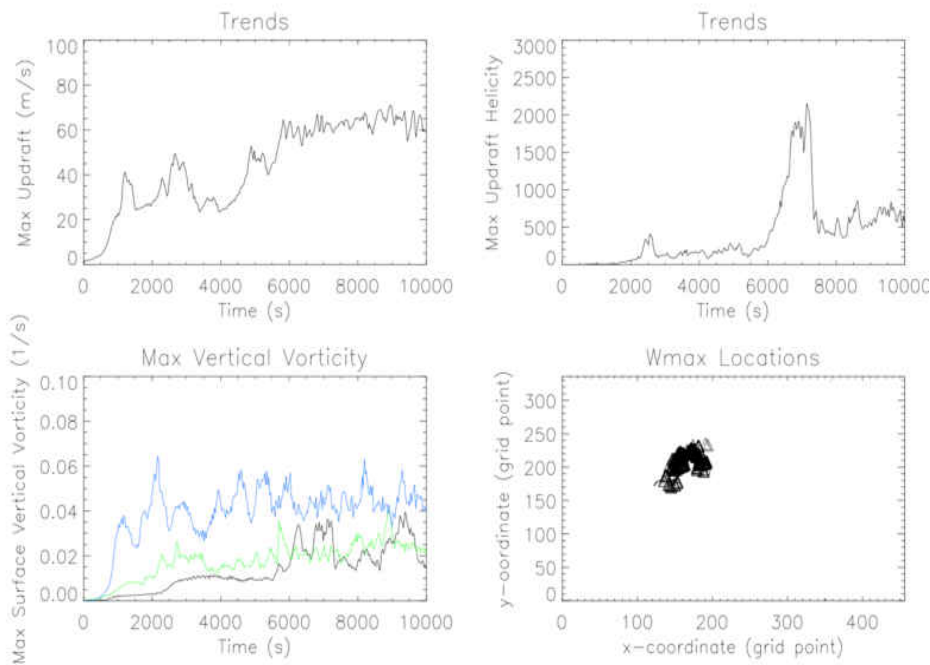 Trends
Max Updraft (m/s)
100
80
60
40
20
0
0 2000 4000 6000 8000 10000
Time (s)
Trends
Max Updraft Helicity
3000
2500
2000
1500
1000
500
0
0 2000 4000 6000 8000 10000
Time (s)
Max Vertical Vorticity
Max Surface Vertical Vorticity (1/s)
0.10
0.08
0.06
0.04
0.02
0.00
0 2000 4000 6000 8000 10000
Time (s)
Wmax Locations
y-oordinate (grid point)
300
250
200
150
100
50
0
0 100 200 300 400
x-coordinate (grid point)